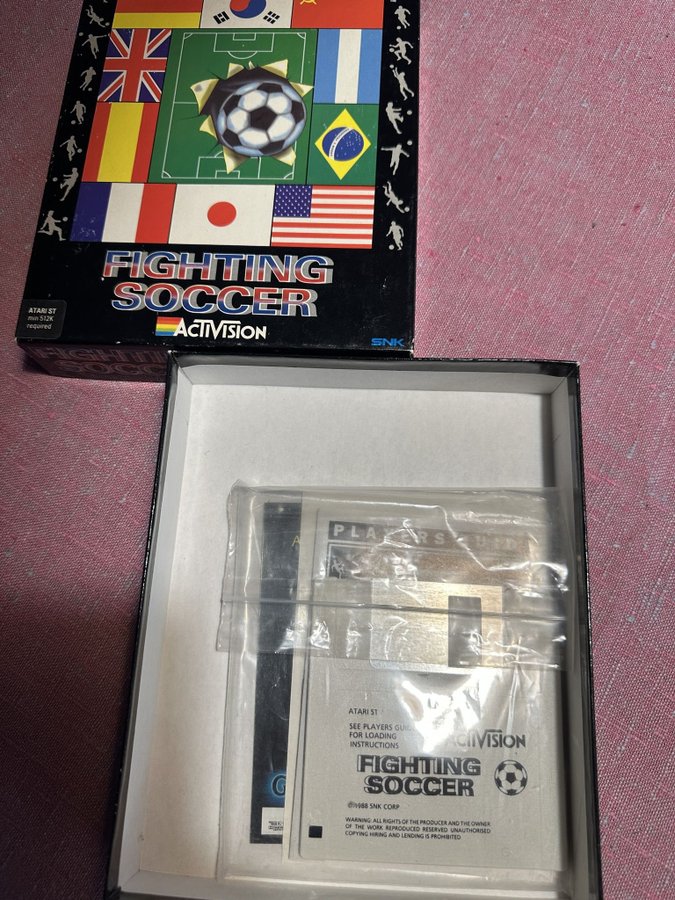 FIGHTING
SOCCER
ATARI ST
min 512K
required
ACTIVISION
SNK
FIGHTING
PLAYERS GUIDE
ATARI ST
SEE PLAYERS GUIDE
FOR LOADING
INSTRUCTIONS
ACTIVISION
FIGHTING
SOCCER
℗1988 SNK CORP
WARNING: ALL RIGHTS OF THE PRODUCER AND THE OWNER
OF THE WORK REPRODUCED RESERVED UNAUTHORISED
COPYING HIRING AND LENDING IS PROHIBITED